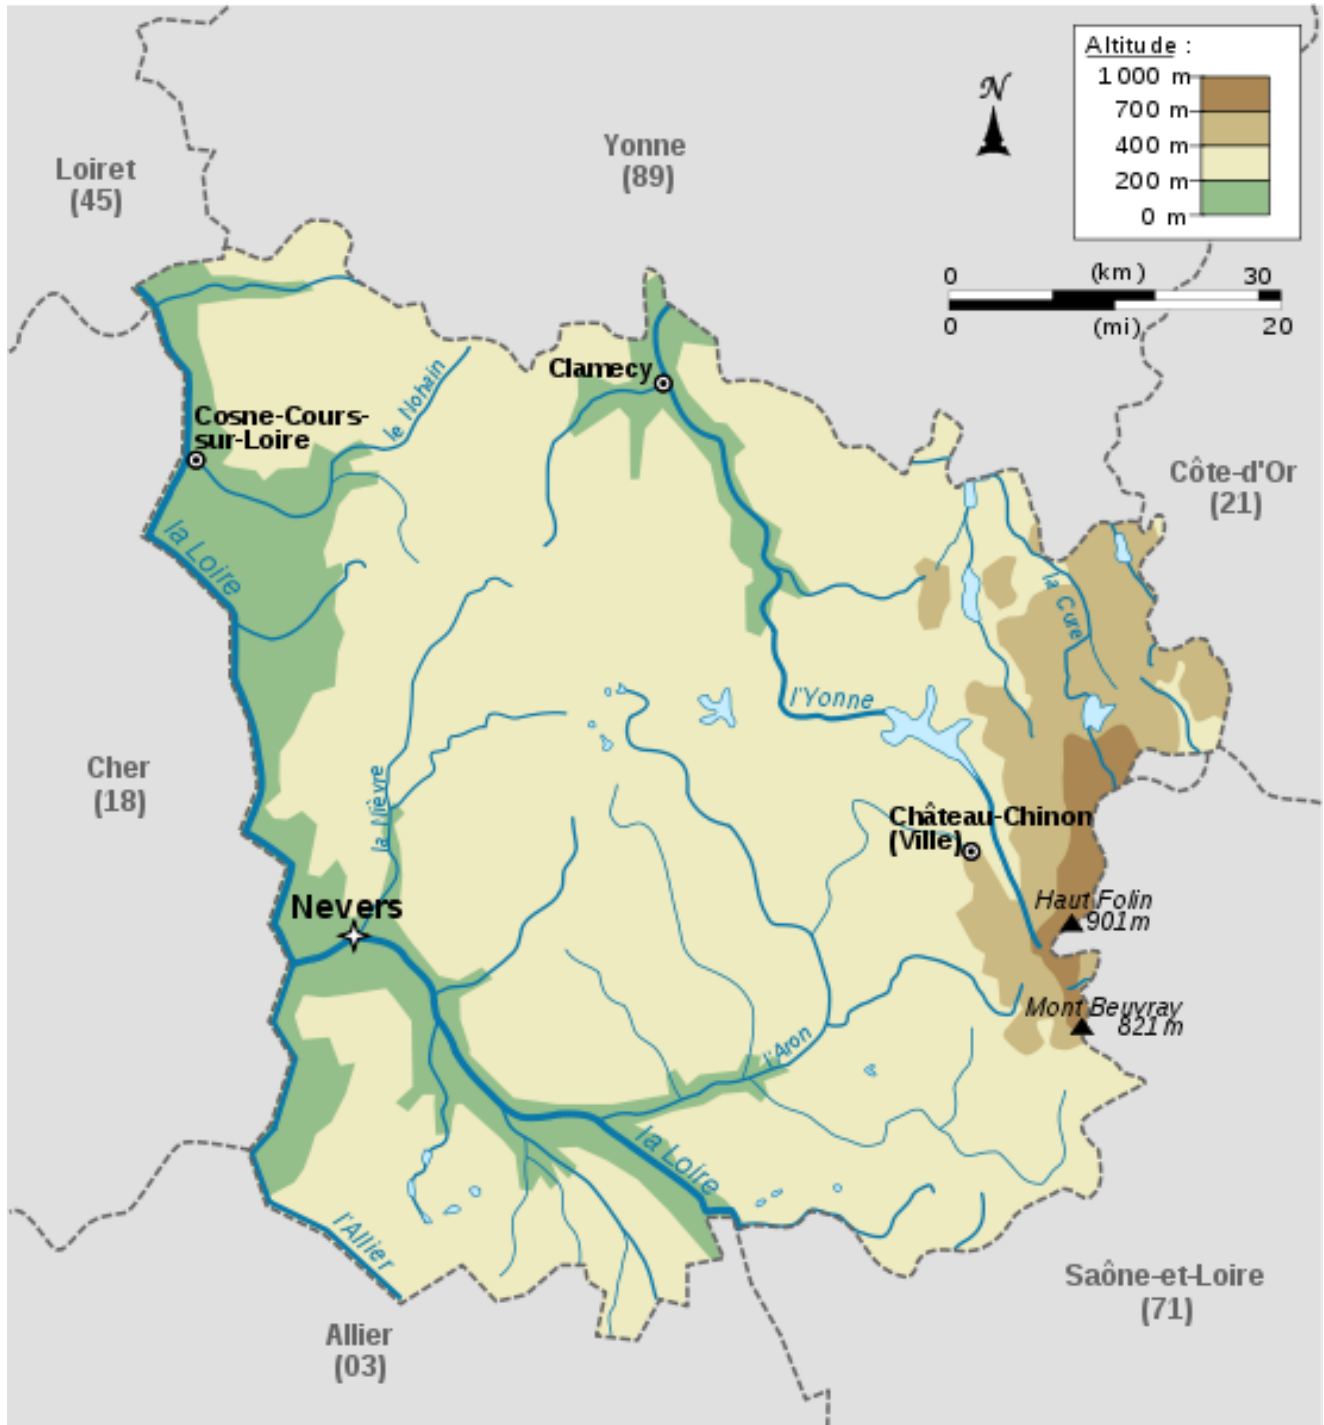 Altitude :
1 000 m
700 m
400 m
200 m
0 m
N
Yonne
(89)
Loiret
(45)
0 (km) 30
0 (mi) 20
Clamecy
le Nohain
Cosne-Cours-
sur-Loire
Côte-d'Or
(21)
la Loire
la Cure
l'Yonne
Cher
(18)
la Nièvre
Château-Chinon
(Ville)
Nevers
Haut Folin
901 m
Mont Beuvray
821 m
l'Aron
la Loire
l'Allier
Saône-et-Loire
(71)
Allier
(03)